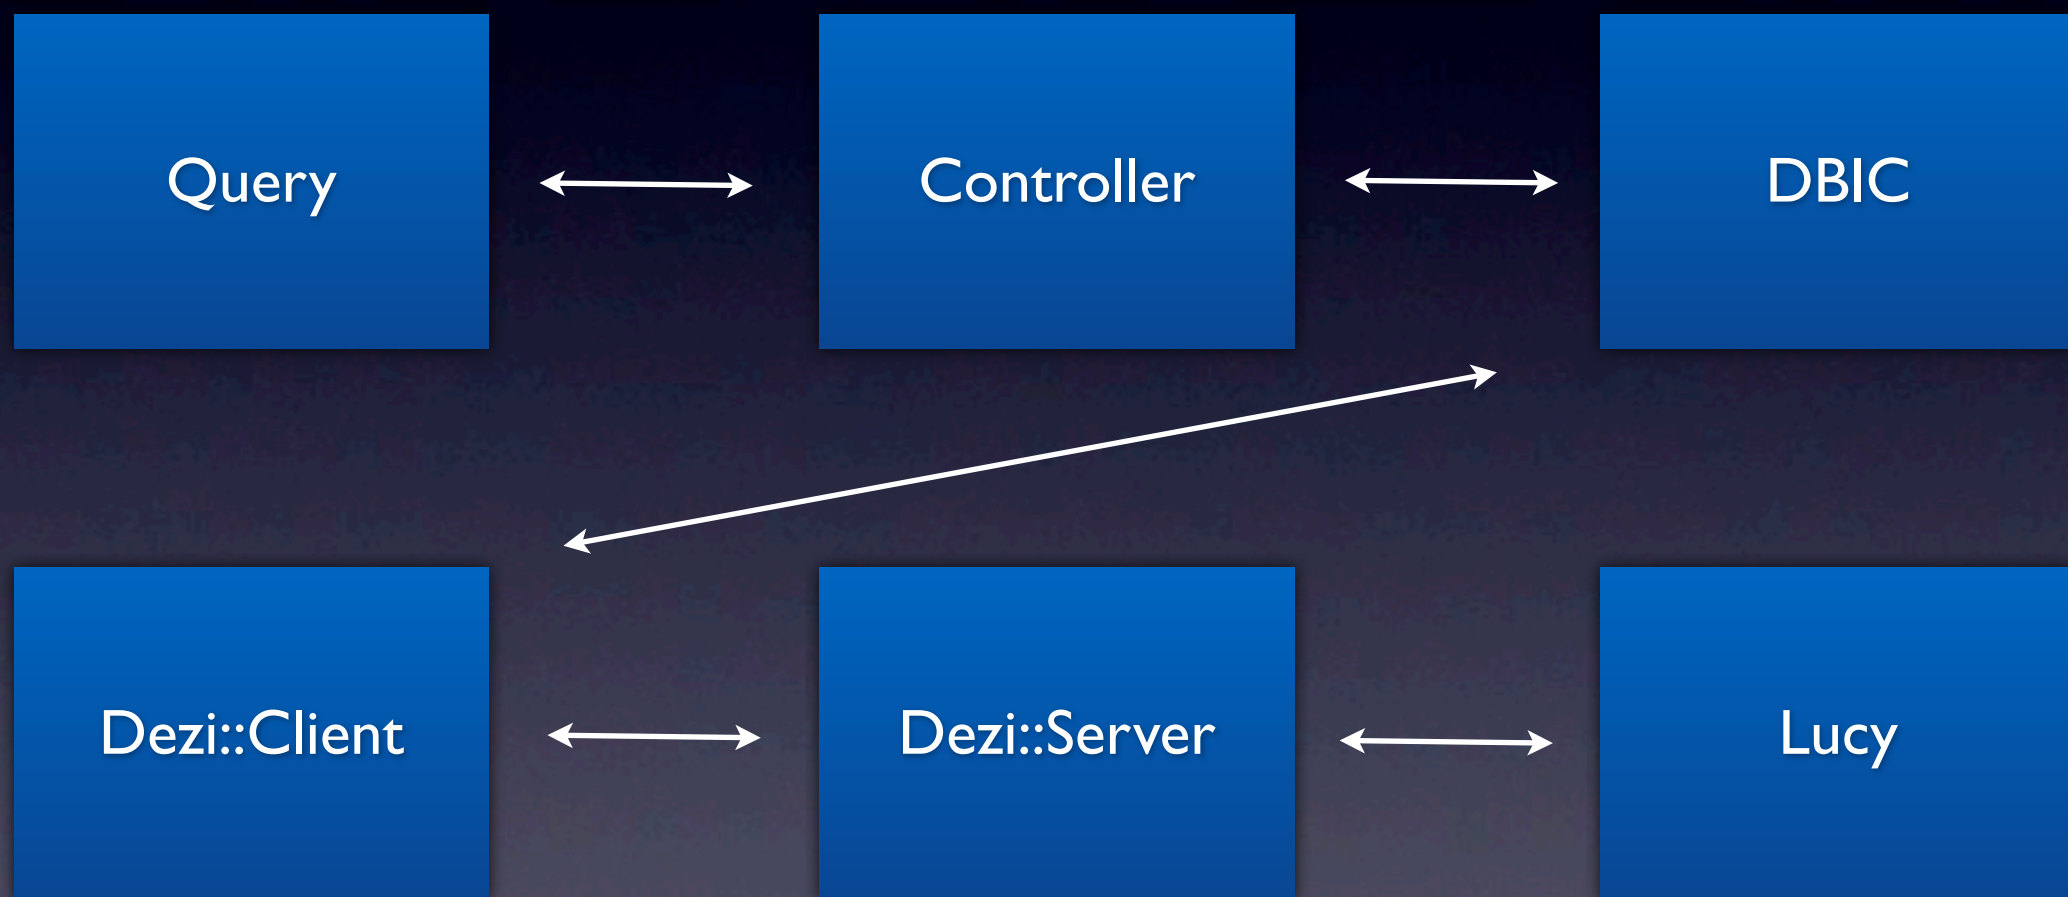 Query
Controller
DBIC
Dezi::Client
Dezi::Server
Lucy